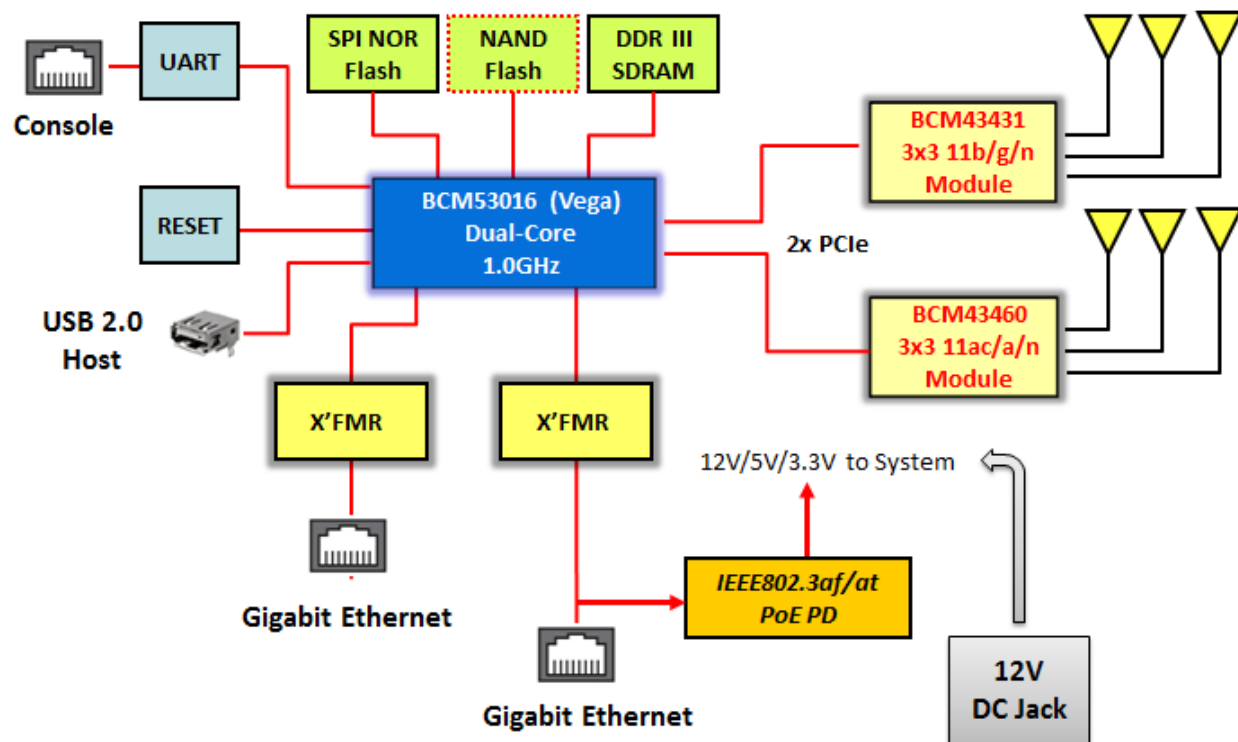 SPI NOR
Flash
NAND
Flash
DDR III
SDRAM
UART
Console
BCM43431
3x3 11b/g/n
Module
BCM53016 (Vega)
Dual-Core
1.0GHz
RESET
2x PCIe
USB 2.0
Host
BCM43460
3x3 11ac/a/n
Module
X'FMR
X'FMR
12V/5V/3.3V to System
IEEE802.3af/at
PoE PD
Gigabit Ethernet
12V
DC Jack
Gigabit Ethernet